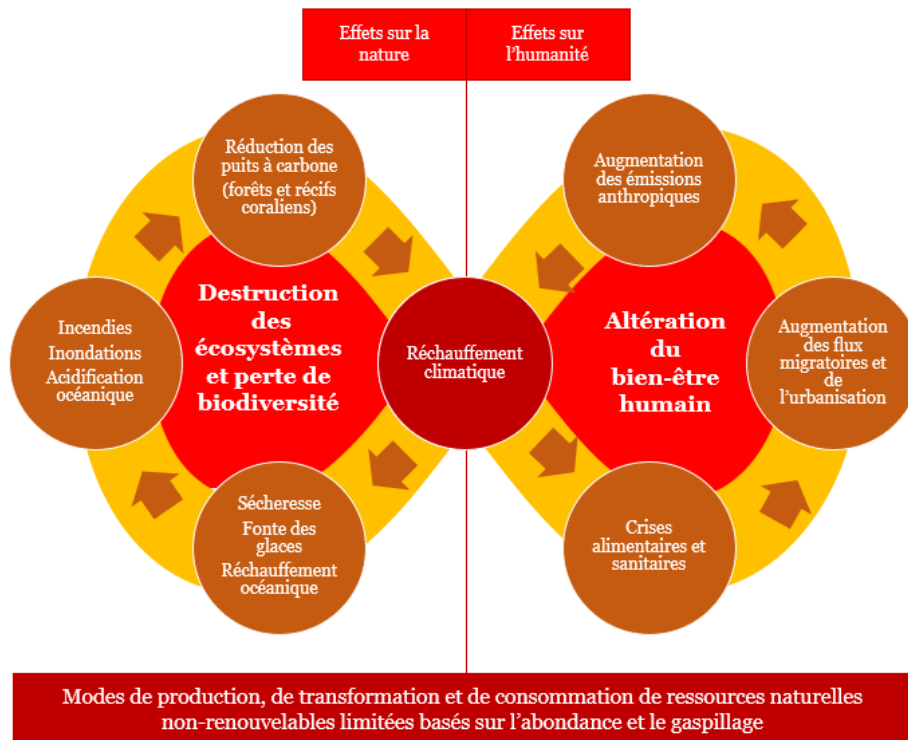 Effets sur la
nature
Effets sur
l’humanité
Réduction des
puits à carbone
(forêts et récifs
coraliens)
Augmentation
des émissions
anthropiques
Incendies
Inondations
Acidification
océanique
Destruction
des
écosystèmes
et perte de
biodiversité
Réchauffement
climatique
Altération
du
bien-être
humain
Augmentation
des flux
migratoires et
de
l’urbanisation
Sécheresse
Fonte des
glaces
Réchauffement
océanique
Crises
alimentaires et
sanitaires
Modes de production, de transformation et de consommation de ressources naturelles
non-renouvelables limitées basés sur l’abondance et le gaspillage